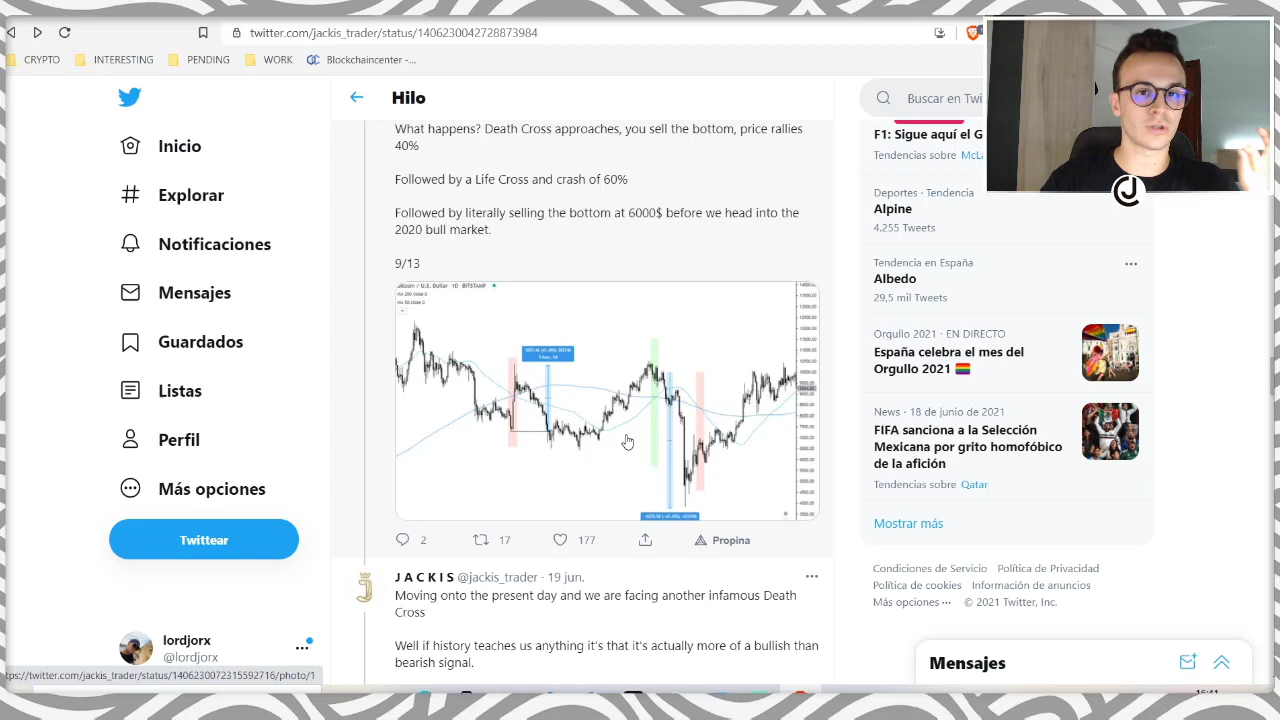 twitter.com/jackis_trader/status/1406230042728873984
CRYPTO
INTERESTING
PENDING
WORK
Blockchaincenter -...
Inicio
Explorar
Notificaciones
Mensajes
Guardados
Listas
Perfil
Más opciones
Twittear
lordjorx
@lordjorx
Hilo
What happens? Death Cross approaches, you sell the bottom, price rallies
40%
Followed by a Life Cross and crash of 60%
Followed by literally selling the bottom at 6000$ before we head into the
2020 bull market.
9/13
Bitcoin / U.S. Dollar 1D BITSTAMP
2
17
177
Propina
J A C K I S @jackis_trader · 19 jun.
Moving onto the present day and we are facing another infamous Death
Cross
Well if history teaches us anything it's that it's actually more of a bullish than
bearish signal.
Buscar en Twi
F1: Sigue aquí el G
Tendencias sobre McL
Deportes · Tendencia
Alpine
4.255 Tweets
Tendencia en España
Albedo
29,5 mil Tweets
Orgullo 2021 · EN DIRECTO
España celebra el mes del
Orgullo 2021
News · 18 de junio de 2021
FIFA sanciona a la Selección
Mexicana por grito homofóbico
de la afición
Tendencias sobre Qatar
Mostrar más
Condiciones de Servicio Política de Privacidad
Política de cookies Información de anuncios
Más opciones ··· © 2021 Twitter, Inc.
Mensajes
16:41